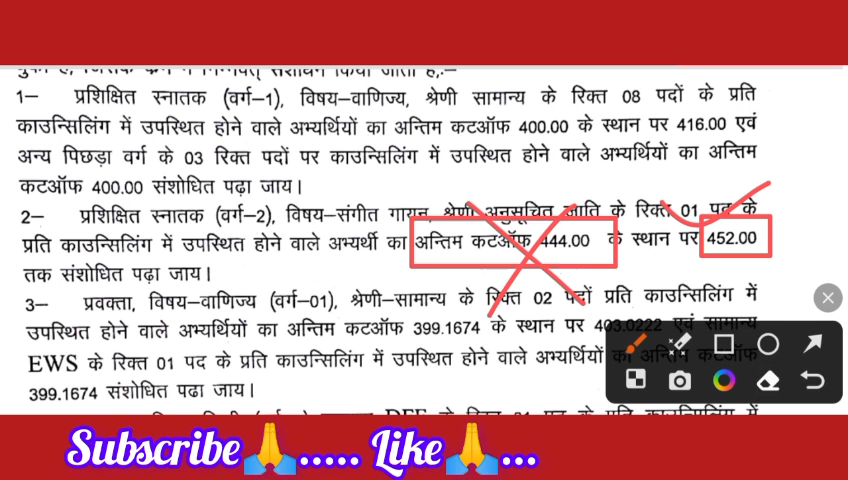 संशोधित किया जाता है,:–
1– प्रशिक्षित स्नातक (वर्ग–1), विषय–वाणिज्य, श्रेणी सामान्य के रिक्त 08 पदों के प्रति
काउन्सिलिंग में उपस्थित होने वाले अभ्यर्थियों का अन्तिम कटऑफ 400.00 के स्थान पर 416.00 एवं
अन्य पिछड़ा वर्ग के 03 रिक्त पदों पर काउन्सिलिंग में उपस्थित होने वाले अभ्यर्थियों का अन्तिम
कटऑफ 400.00 संशोधित पढ़ा जाय।
2– प्रशिक्षित स्नातक (वर्ग–2), विषय–संगीत गायन, श्रेणी अनुसूचित जाति के रिक्त 01 पद के
प्रति काउन्सिलिंग में उपस्थित होने वाले अभ्यर्थी का अन्तिम कटऑफ 444.00 के स्थान पर 452.00
तक संशोधित पढ़ा जाय।
3– प्रवक्ता, विषय–वाणिज्य (वर्ग–01), श्रेणी–सामान्य के रिक्त 02 पदों प्रति काउन्सिलिंग में
उपस्थित होने वाले अभ्यर्थियों का अन्तिम कटऑफ 399.1674 के स्थान पर 403.0222 एवं सामान्य
EWS के रिक्त 01 पद के प्रति काउन्सिलिंग में उपस्थित होने वाले अभ्यर्थियों का अन्तिम कटऑफ
399.1674 संशोधित पढा जाय।
Subscribe🙏..... Like🙏...